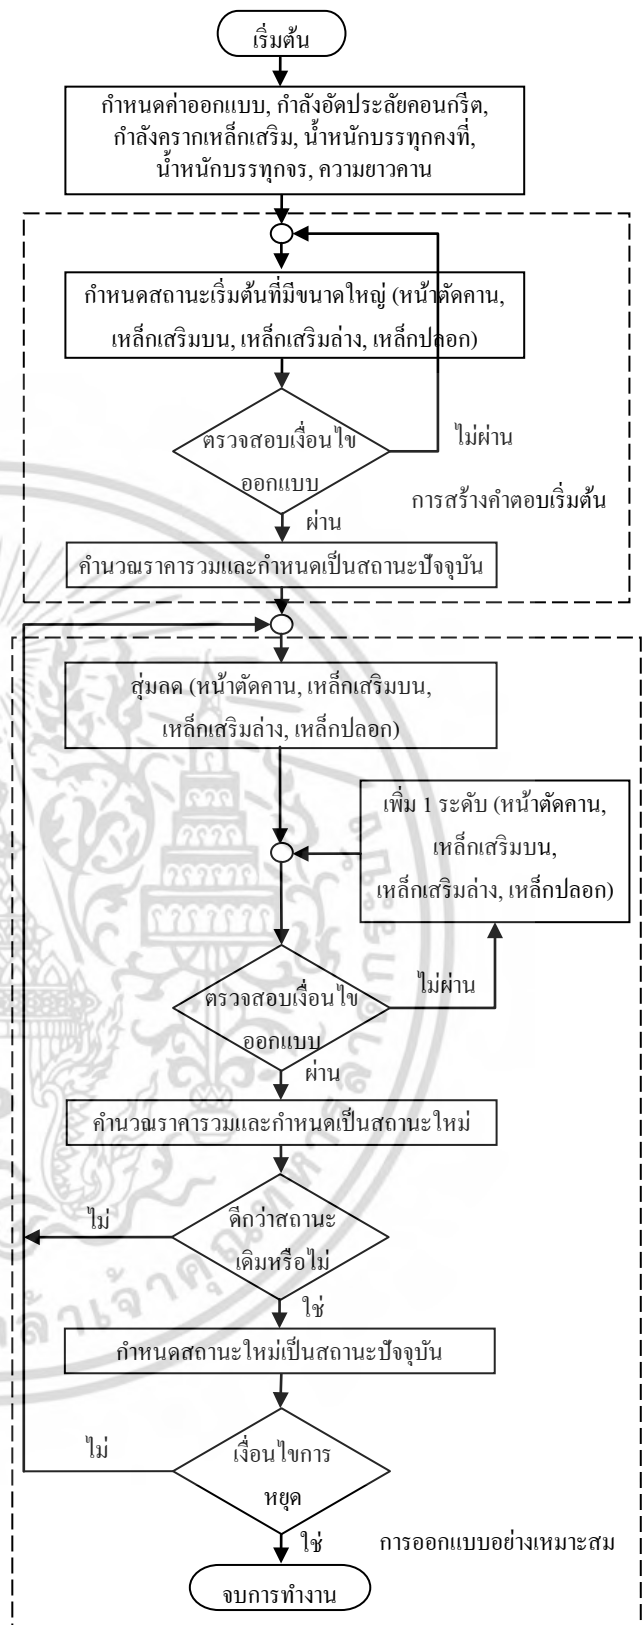 เริ่มต้น
กำหนดค่าออกแบบ, กำลังอัดประลัยคอนกรีต,
กำลังครากเหล็กเสริม, น้ำหนักบรรทุกคงที่,
น้ำหนักบรรทุกจร, ความยาวคาน
กำหนดสถานะเริ่มต้นที่มีขนาดใหญ่ (หน้าตัดคาน,
เหล็กเสริมบน, เหล็กเสริมล่าง, เหล็กปลอก)
ตรวจสอบเงื่อนไข
ออกแบบ
ไม่ผ่าน
การสร้างคำตอบเริ่มต้น
ผ่าน
คำนวณราคารวมและกำหนดเป็นสถานะปัจจุบัน
สุ่มลด (หน้าตัดคาน, เหล็กเสริมบน,
เหล็กเสริมล่าง, เหล็กปลอก)
เพิ่ม 1 ระดับ (หน้าตัดคาน,
เหล็กเสริมบน,
เหล็กเสริมล่าง, เหล็กปลอก)
ตรวจสอบเงื่อนไข
ออกแบบ
ไม่ผ่าน
ผ่าน
คำนวณราคารวมและกำหนดเป็นสถานะใหม่
ดีกว่าสถานะ
เดิมหรือไม่
ไม่
ใช่
กำหนดสถานะใหม่เป็นสถานะปัจจุบัน
เงื่อนไขการ
หยุด
ไม่
ใช่
การออกแบบอย่างเหมาะสม
จบการทำงาน